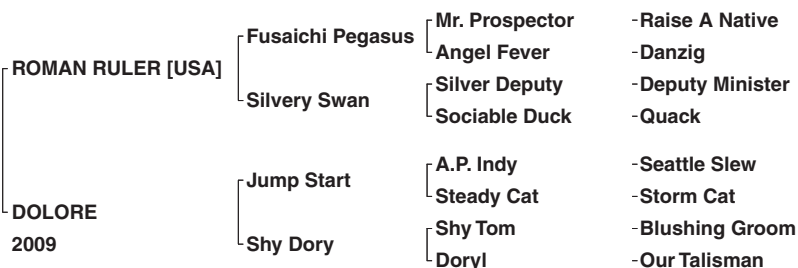 Mr. Prospector -Raise A Native
Fusaichi Pegasus
Angel Fever -Danzig
ROMAN RULER [USA]
Silver Deputy -Deputy Minister
Silvery Swan
Sociable Duck -Quack
A.P. Indy -Seattle Slew
Jump Start
Steady Cat -Storm Cat
DOLORE
Shy Tom -Blushing Groom
2009 Shy Dory
Doryl -Our Talisman